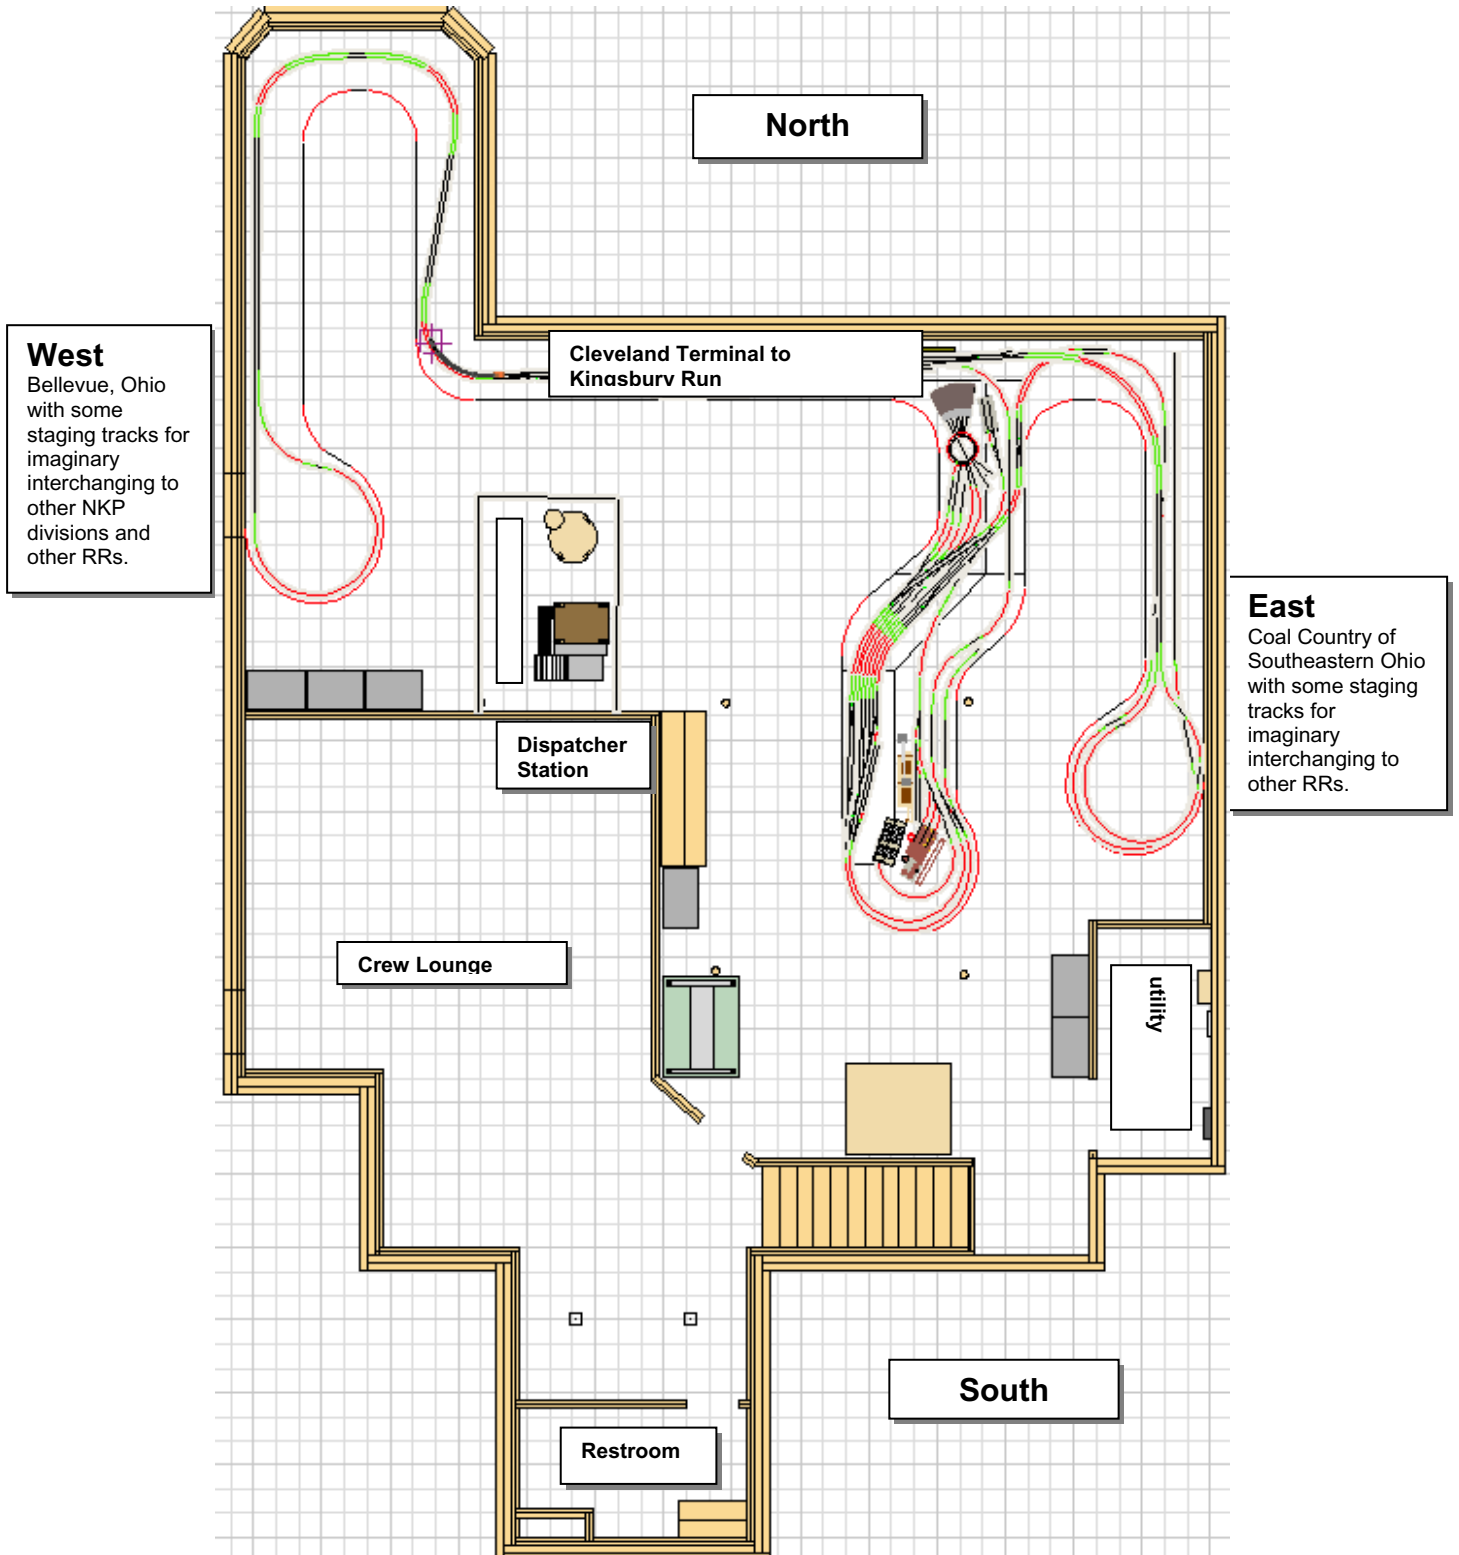 North
Cleveland Terminal to
Kingsbury Run
West
Bellevue, Ohio
with some
staging tracks for
imaginary
interchanging to
other NKP
divisions and
other RRs.
East
Coal Country of
Southeastern Ohio
with some staging
tracks for
imaginary
interchanging to
other RRs.
Dispatcher
Station
Crew Lounge
utility
South
Restroom